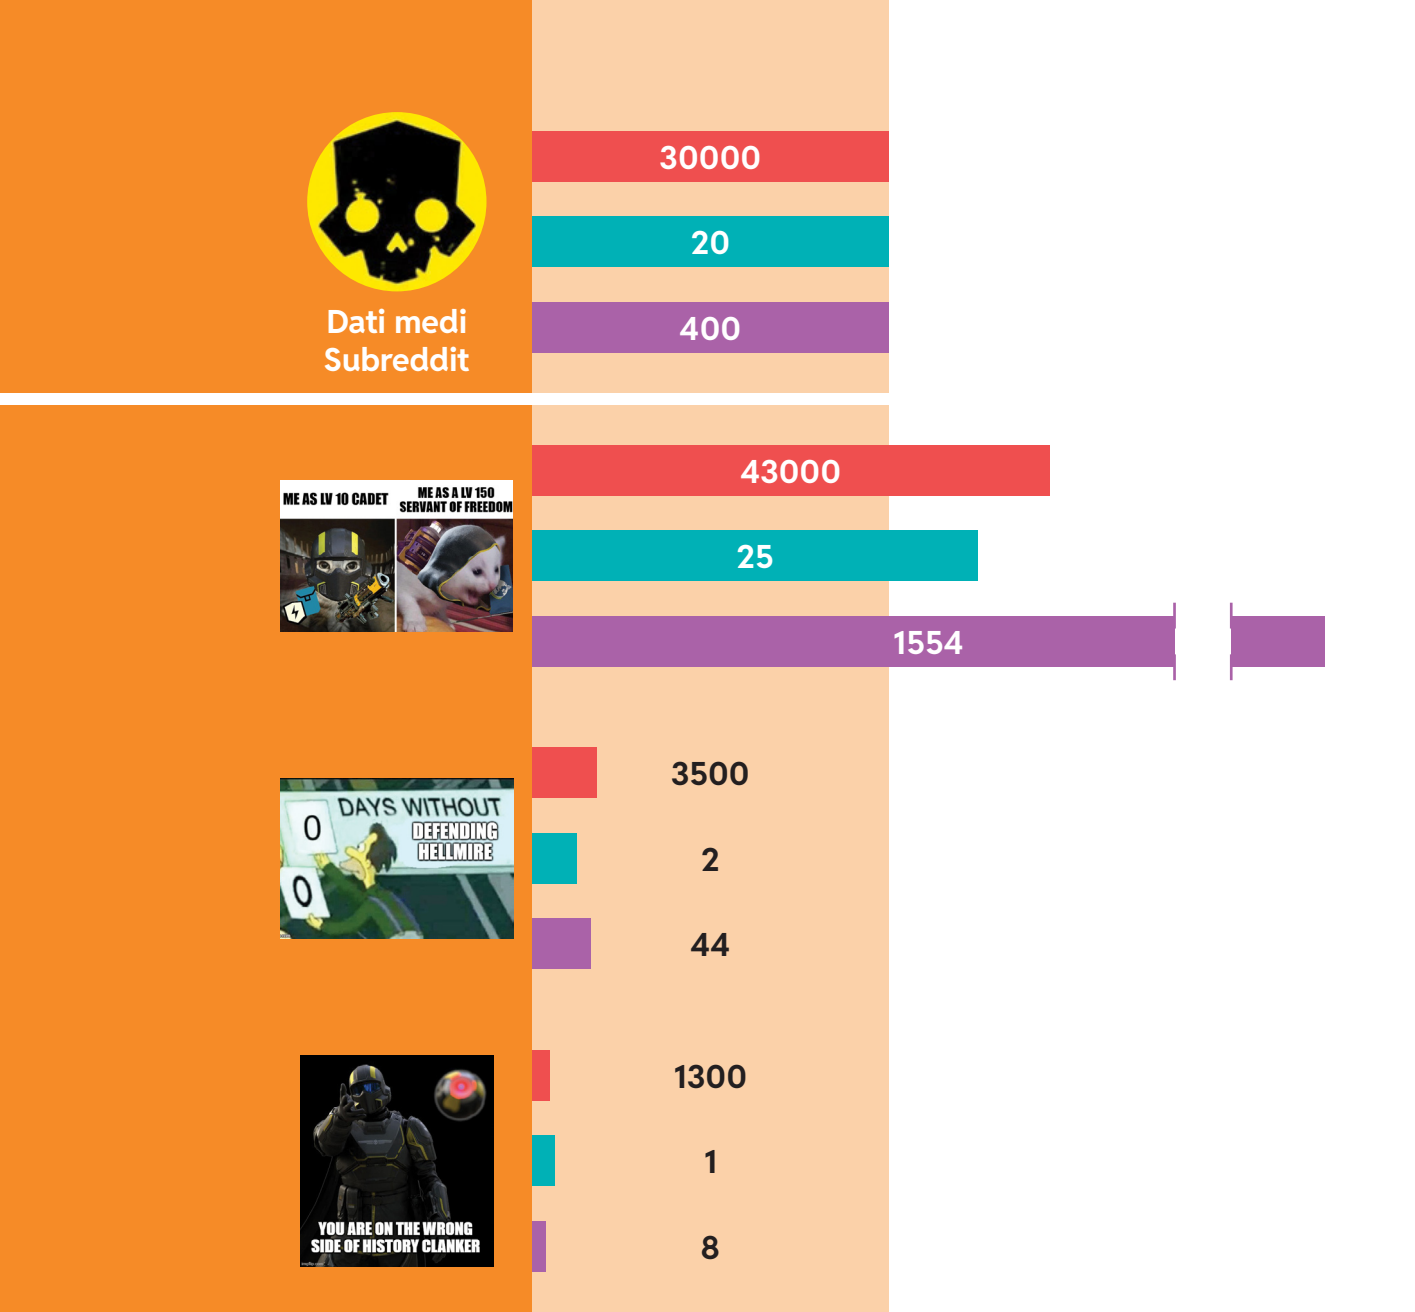 30000
20
400
Dati medi
Subreddit
43000
25
1554
ME AS LV 10 CADET
ME AS A LV 150
SERVANT OF FREEDOM
3500
2
44
DAYS WITHOUT
0
DEFENDING
HELLMIRE
0
1300
1
8
YOU ARE ON THE WRONG
SIDE OF HISTORY CLANKER
imgflip.com